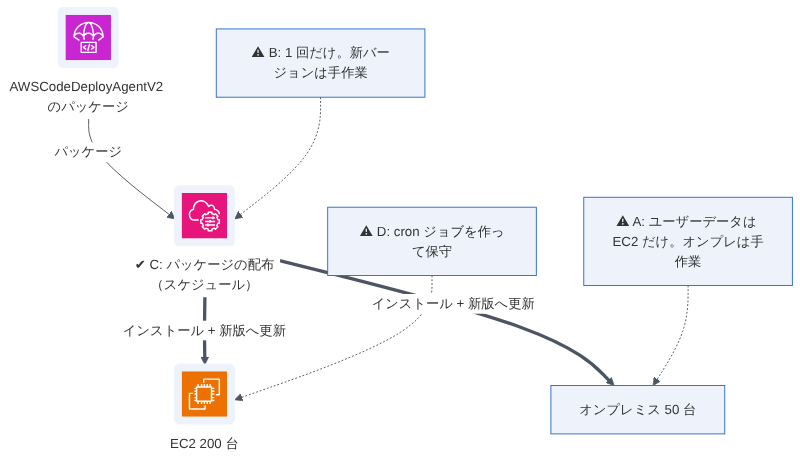 AWSCodeDeployAgentV2
のパッケージ
パッケージ
⚠ B: 1 回だけ。新バー
ジョンは手作業
✔ C: パッケージの配布
（スケジュール）
⚠ D: cron ジョブを作っ
て保守
⚠ A: ユーザーデータは
EC2 だけ。オンプレは手
作業
インストール + 新版へ更新
インストール + 新版へ更新
EC2 200 台
オンプレミス 50 台